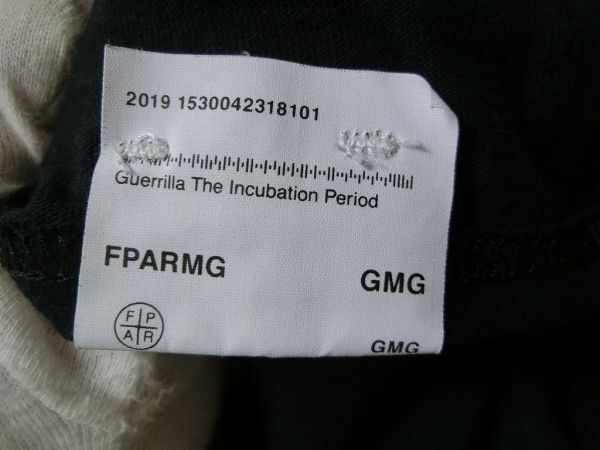 2019 1530042318101
Guerrilla The Incubation Period
FPARMG GMG
F P
A R
GMG